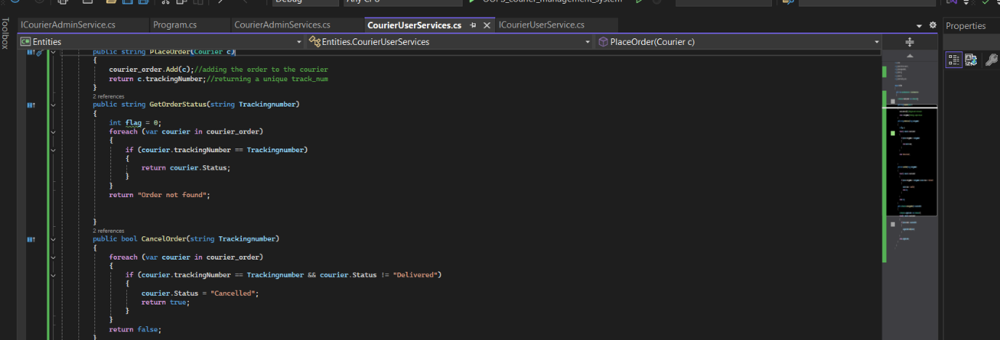 Debug
Toolbox
ICourierAdminService.cs Program.cs CourierAdminServices.cs CourierUserServices.cs ICourierUserService.cs
Properties
C# Entities Entities.CourierUserServices PlaceOrder(Courier c)
public string PlaceOrder(Courier c)
{
courier_order.Add(c);//adding the order to the courier
return c.trackingNumber;//returning a unique track_num
}
2 references
public string GetOrderStatus(string Trackingnumber)
{
int flag = 0;
foreach (var courier in courier_order)
{
if (courier.trackingNumber == Trackingnumber)
{
return courier.Status;
}
}
return "Order not found";
}
2 references
public bool CancelOrder(string Trackingnumber)
{
foreach (var courier in courier_order)
{
if (courier.trackingNumber == Trackingnumber && courier.Status != "Delivered")
{
courier.Status = "Cancelled";
return true;
}
}
return false;
}